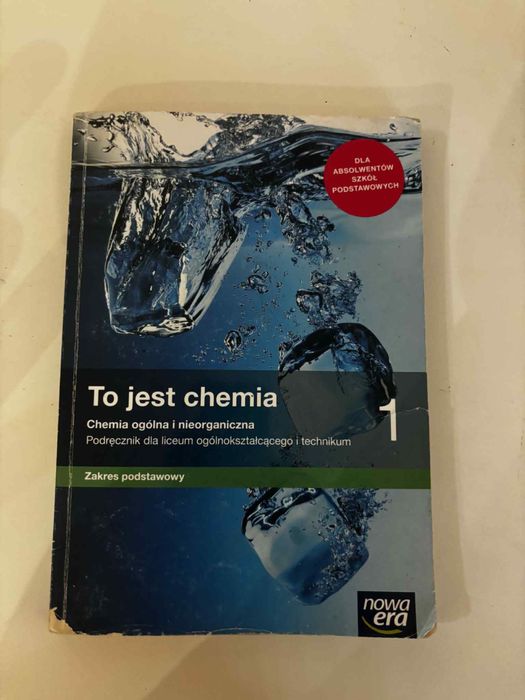 DLA
ABSOLWENTÓW
SZKÓŁ
PODSTAWOWYCH
To jest chemia
1
Chemia ogólna i nieorganiczna
Podręcznik dla liceum ogólnokształcącego i technikum
Zakres podstawowy
nowa
era